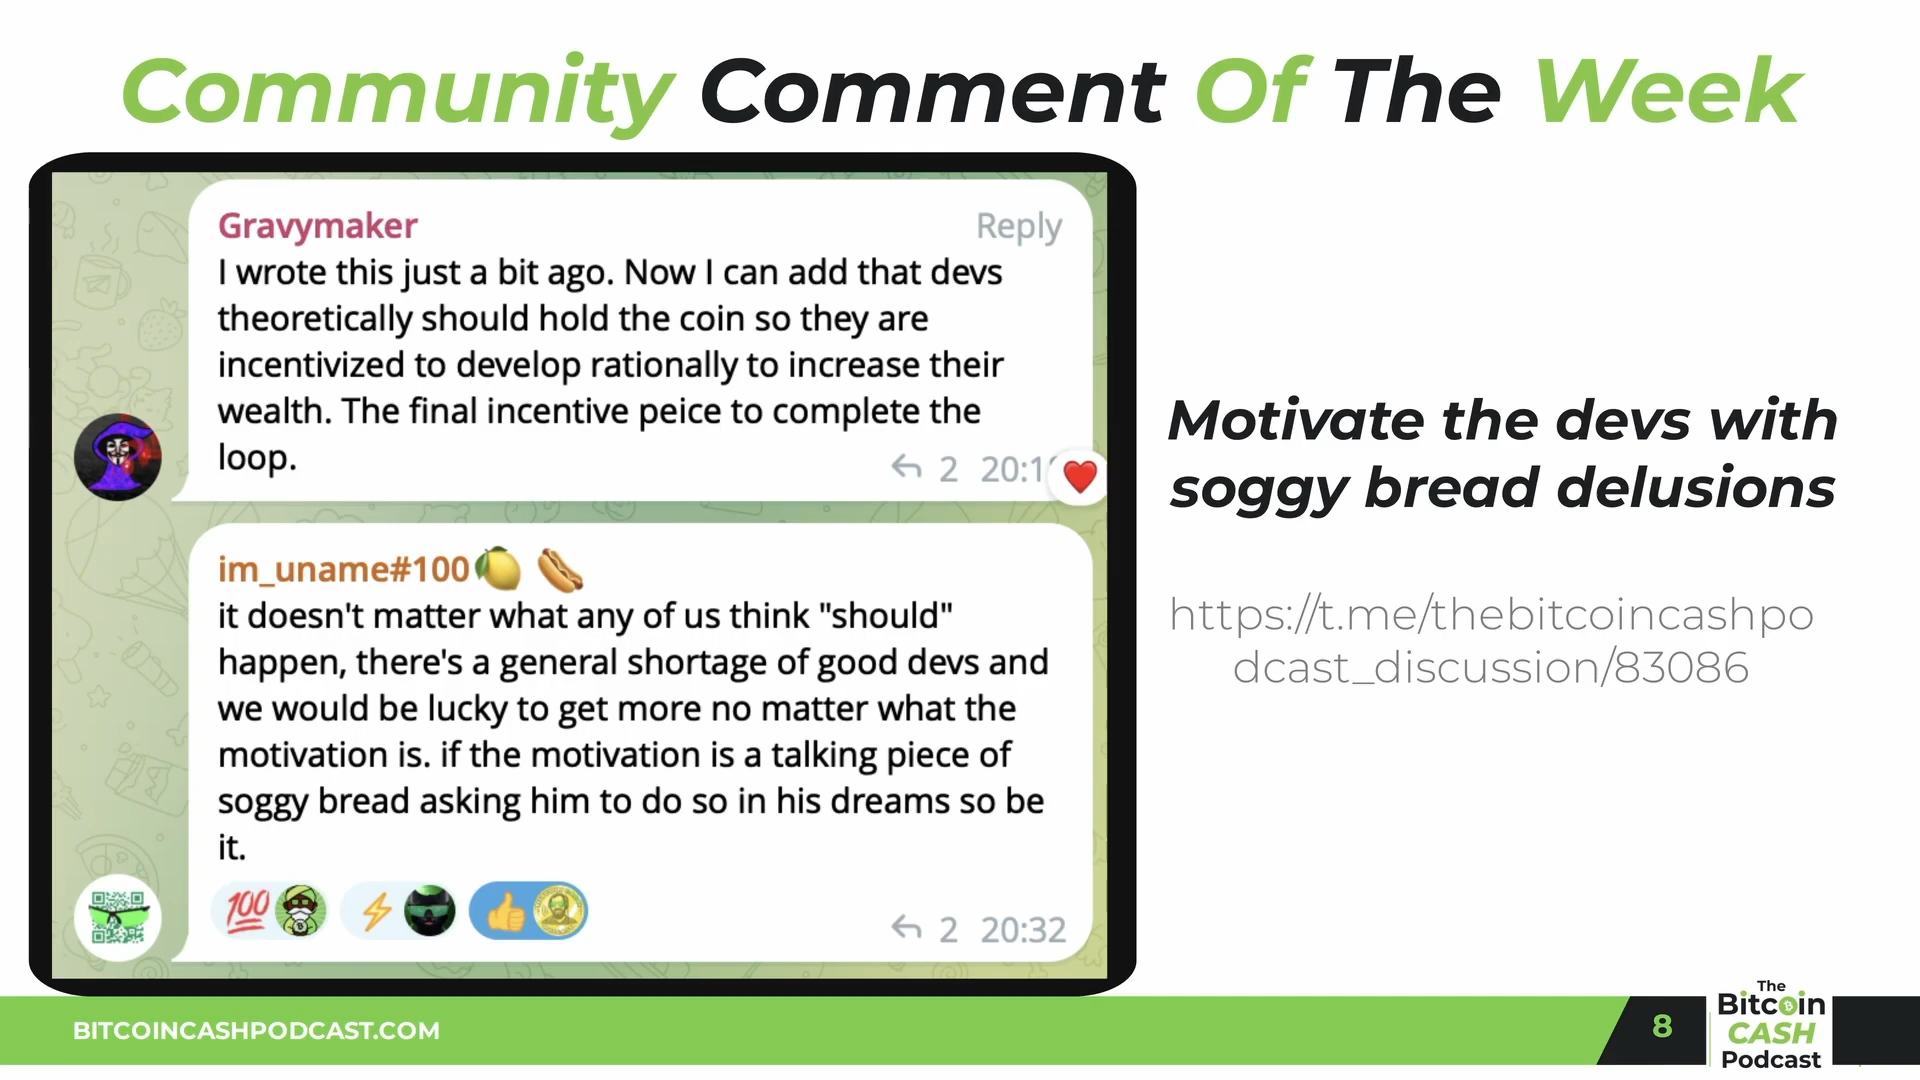 Community Comment Of The Week
Gravymaker
Reply
I wrote this just a bit ago. Now I can add that devs
theoretically should hold the coin so they are
incentivized to develop rationally to increase their
wealth. The final incentive peice to complete the
loop.
2
im_uname#100🍋 🌭
it doesn't matter what any of us think "should"
happen, there's a general shortage of good devs and
we would be lucky to get more no matter what the
motivation is. if the motivation is a talking piece of
soggy bread asking him to do so in his dreams so be
it.
💯 ⚡ 👍
2 20:32
Motivate the devs with
soggy bread delusions
https://t.me/thebitcoincashpo
dcast_discussion/83086
BITCOINCASHPODCAST.COM
8
The
Bitcoin
CASH
Podcast